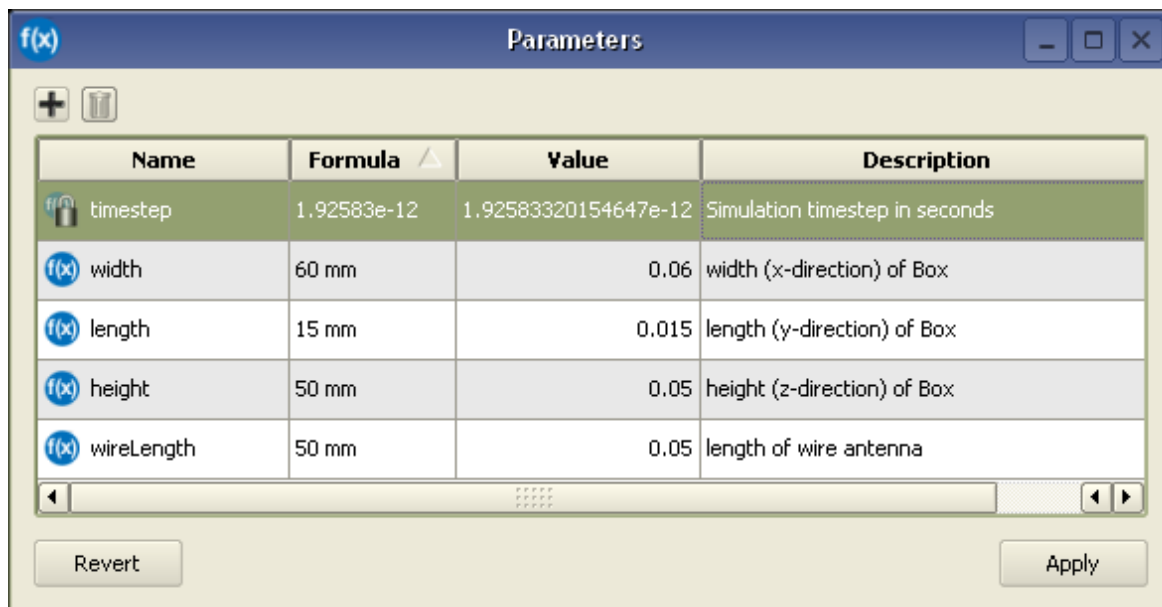 f(x) Parameters
Name Formula Value Description
timestep 1.92583e-12 1.92583320154647e-12 Simulation timestep in seconds
f(x) width 60 mm 0.06 width (x-direction) of Box
f(x) length 15 mm 0.015 length (y-direction) of Box
f(x) height 50 mm 0.05 height (z-direction) of Box
f(x) wireLength 50 mm 0.05 length of wire antenna
Revert Apply